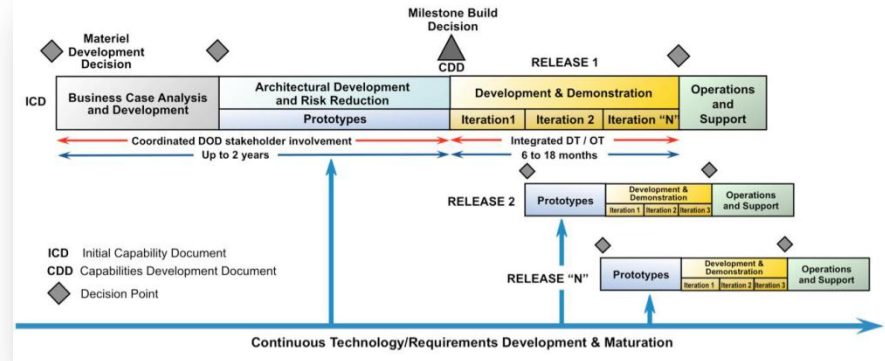 Milestone Build
Decision
Materiel
Development
Decision
CDD
RELEASE 1
ICD
Business Case Analysis
and Development
Architectural Development
and Risk Reduction
Prototypes
Development & Demonstration
Iteration1
Iteration 2
Iteration “N”
Operations
and
Support
Coordinated DOD stakeholder involvement
Up to 2 years
Integrated DT / OT
6 to 18 months
RELEASE 2
Prototypes
Development &
Demonstration
Iteration 1
Iteration 2
Iteration 3
Operations
and Support
RELEASE “N”
Prototypes
Development &
Demonstration
Iteration 1
Iteration 2
Iteration 3
Operations
and Support
ICD Initial Capability Document
CDD Capabilities Development Document
Decision Point
Continuous Technology/Requirements Development & Maturation